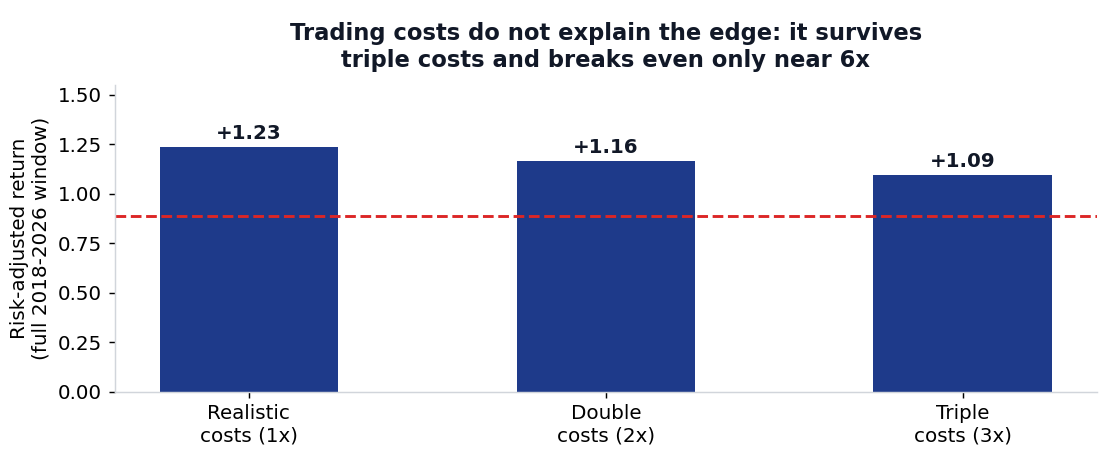 Trading costs do not explain the edge: it survives
triple costs and breaks even only near 6x
Risk-adjusted return
(full 2018-2026 window)
1.50
1.25
1.00
0.75
0.50
0.25
0.00
+1.23
+1.16
+1.09
Realistic
costs (1x)
Double
costs (2x)
Triple
costs (3x)